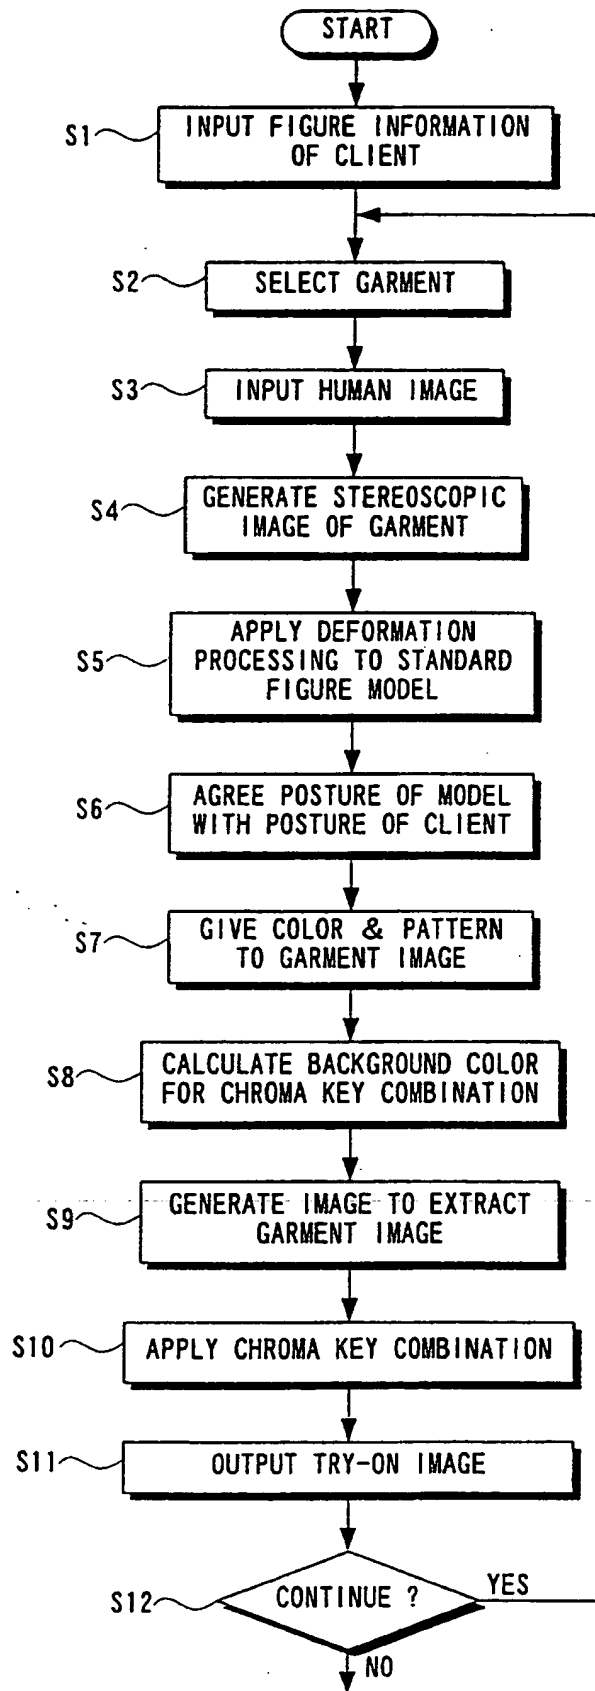 START
S1
INPUT FIGURE INFORMATION
OF CLIENT
S2
SELECT GARMENT
S3
INPUT HUMAN IMAGE
S4
GENERATE STEREOSCOPIC
IMAGE OF GARMENT
S5
APPLY DEFORMATION
PROCESSING TO STANDARD
FIGURE MODEL
S6
AGREE POSTURE OF MODEL
WITH POSTURE OF CLIENT
S7
GIVE COLOR & PATTERN
TO GARMENT IMAGE
S8
CALCULATE BACKGROUND COLOR
FOR CHROMA KEY COMBINATION
S9
GENERATE IMAGE TO EXTRACT
GARMENT IMAGE
S10
APPLY CHROMA KEY COMBINATION
S11
OUTPUT TRY-ON IMAGE
S12
CONTINUE ?
YES
NO